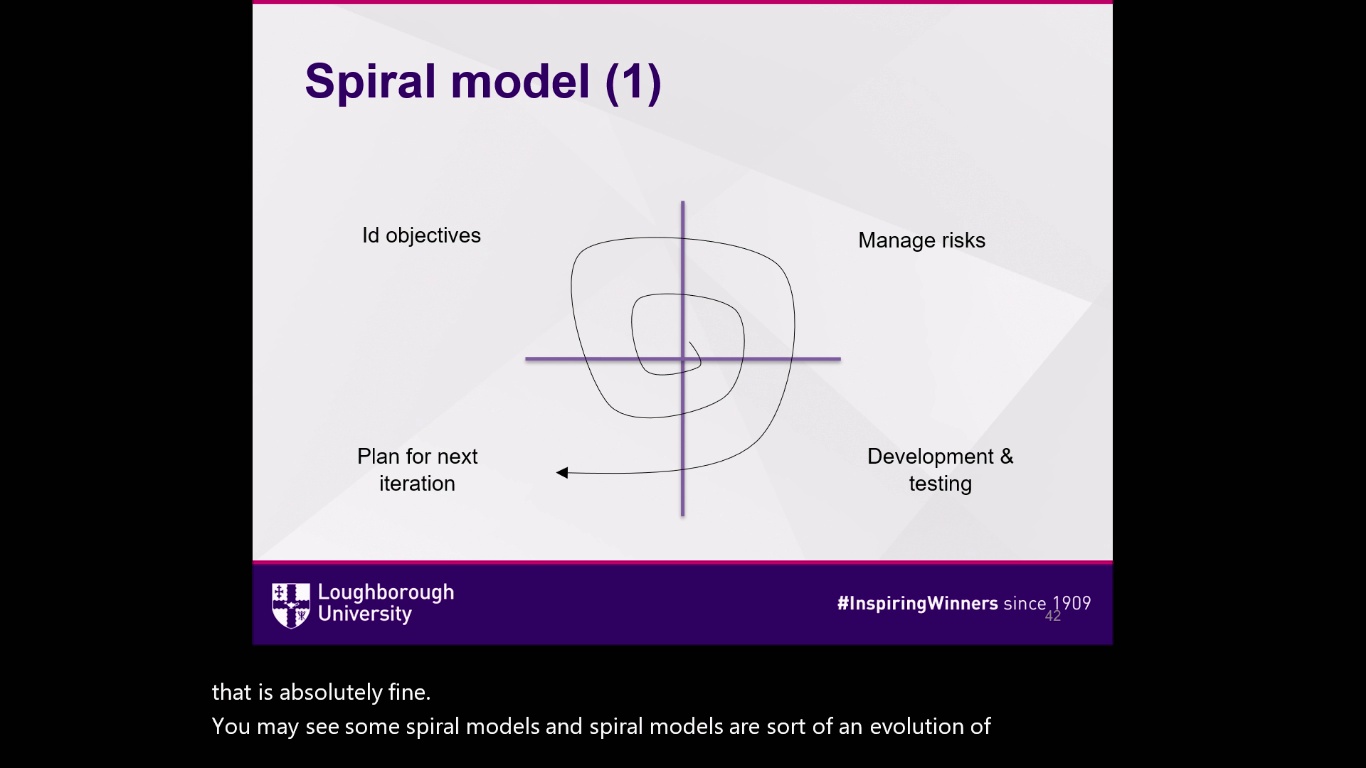 Spiral model (1)
Id objectives
Manage risks
Plan for next
iteration
Development &
testing
Loughborough
University
#InspiringWinners since 1909
42
that is absolutely fine.
You may see some spiral models and spiral models are sort of an evolution of